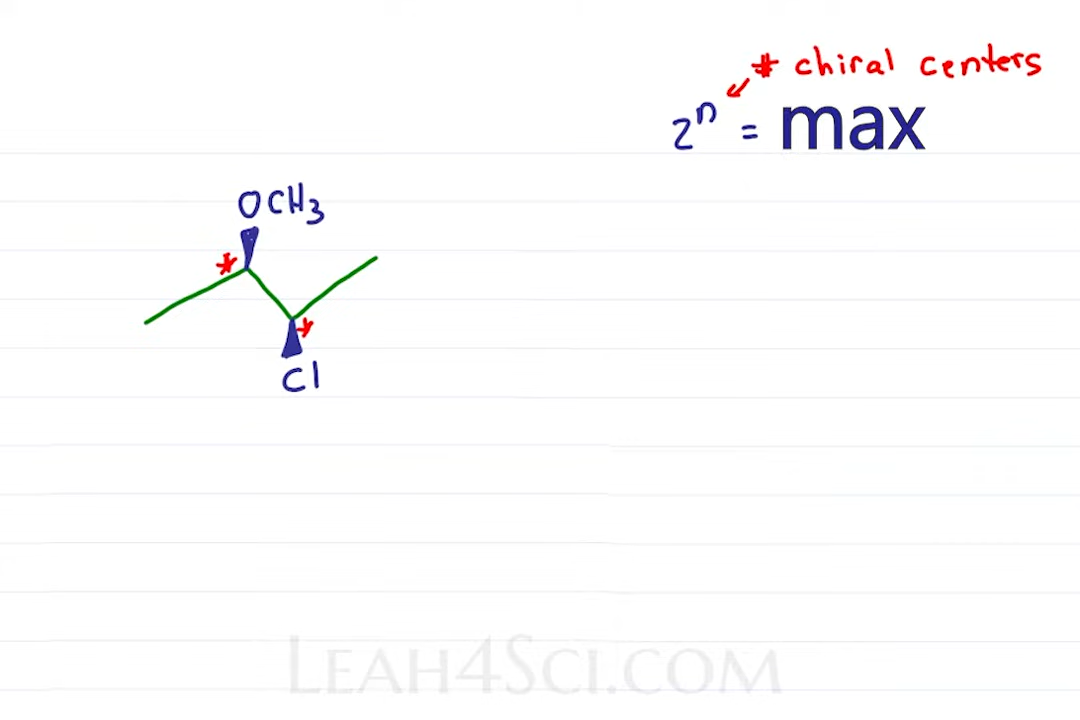 * chiral centers
2ⁿ = max
OCH₃
*
*
Cl
LEAH4SCI.COM